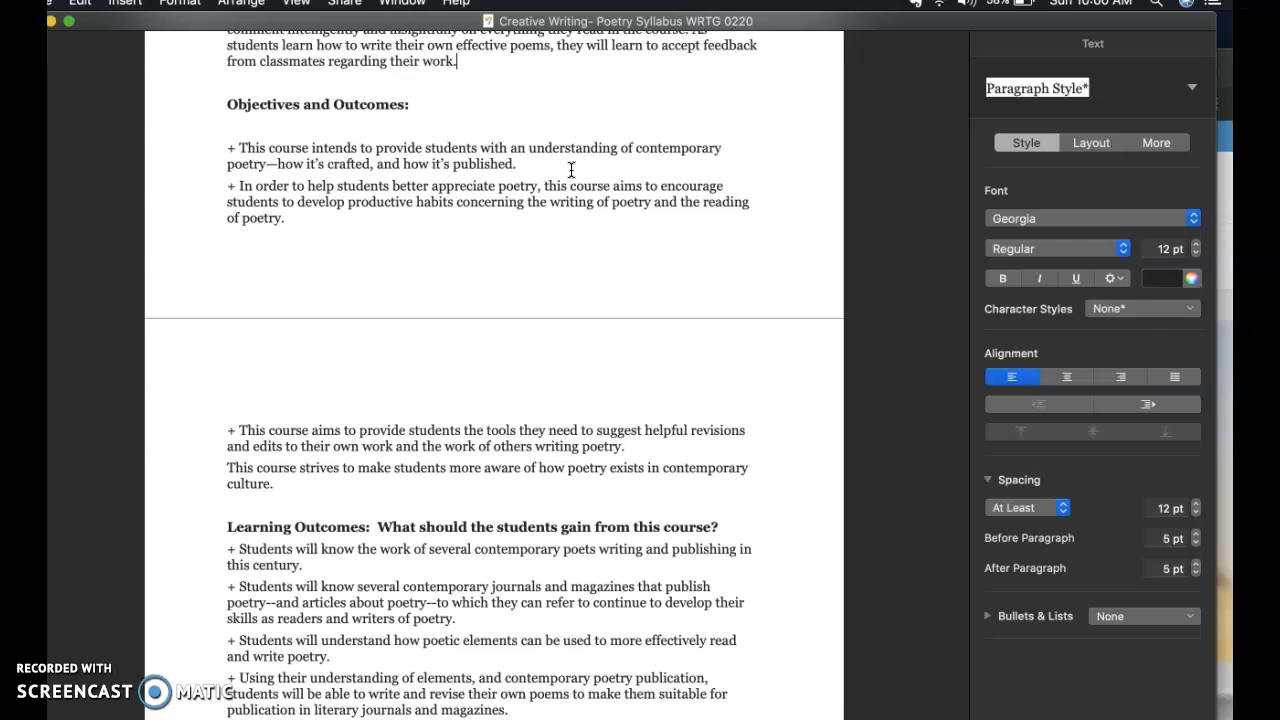 Edit Insert Format Arrange View Share Window Help
58% Sun 10:00 AM
Creative Writing- Poetry Syllabus WRTG 0220
comment intelligently and insightfully on everything they read in the course. As
students learn how to write their own effective poems, they will learn to accept feedback
from classmates regarding their work.
Objectives and Outcomes:
+ This course intends to provide students with an understanding of contemporary
poetry—how it's crafted, and how it's published.
+ In order to help students better appreciate poetry, this course aims to encourage
students to develop productive habits concerning the writing of poetry and the reading
of poetry.
+ This course aims to provide students the tools they need to suggest helpful revisions
and edits to their own work and the work of others writing poetry.
This course strives to make students more aware of how poetry exists in contemporary
culture.
Learning Outcomes:  What should the students gain from this course?
+ Students will know the work of several contemporary poets writing and publishing in
this century.
+ Students will know several contemporary journals and magazines that publish
poetry--and articles about poetry--to which they can refer to continue to develop their
skills as readers and writers of poetry.
+ Students will understand how poetic elements can be used to more effectively read
and write poetry.
+ Using their understanding of elements, and contemporary poetry publication,
students will be able to write and revise their own poems to make them suitable for
publication in literary journals and magazines.
Text
Paragraph Style*
Style Layout More
Font
Georgia
Regular 12 pt
B I U
Character Styles None*
Alignment
Spacing
At Least 12 pt
Before Paragraph 5 pt
After Paragraph 5 pt
Bullets & Lists None
RECORDED WITH
SCREENCAST MATIC